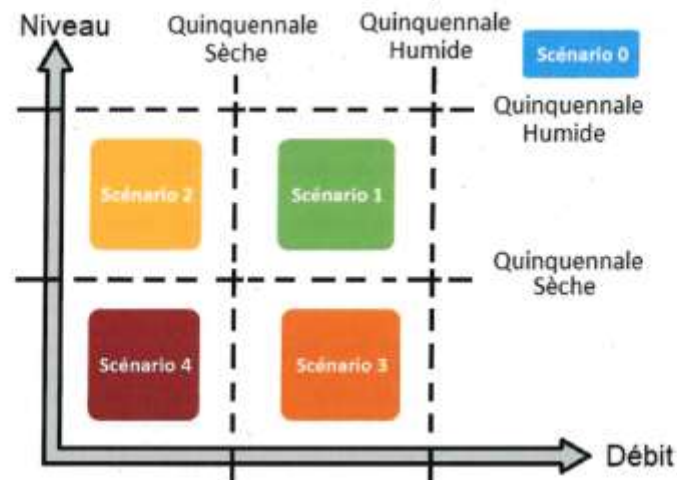 Niveau
Quinquennale
Sèche
Quinquennale
Humide
Scénario 0
Quinquennale
Humide
Scénario 2
Scénario 1
Quinquennale
Sèche
Scénario 4
Scénario 3
Débit